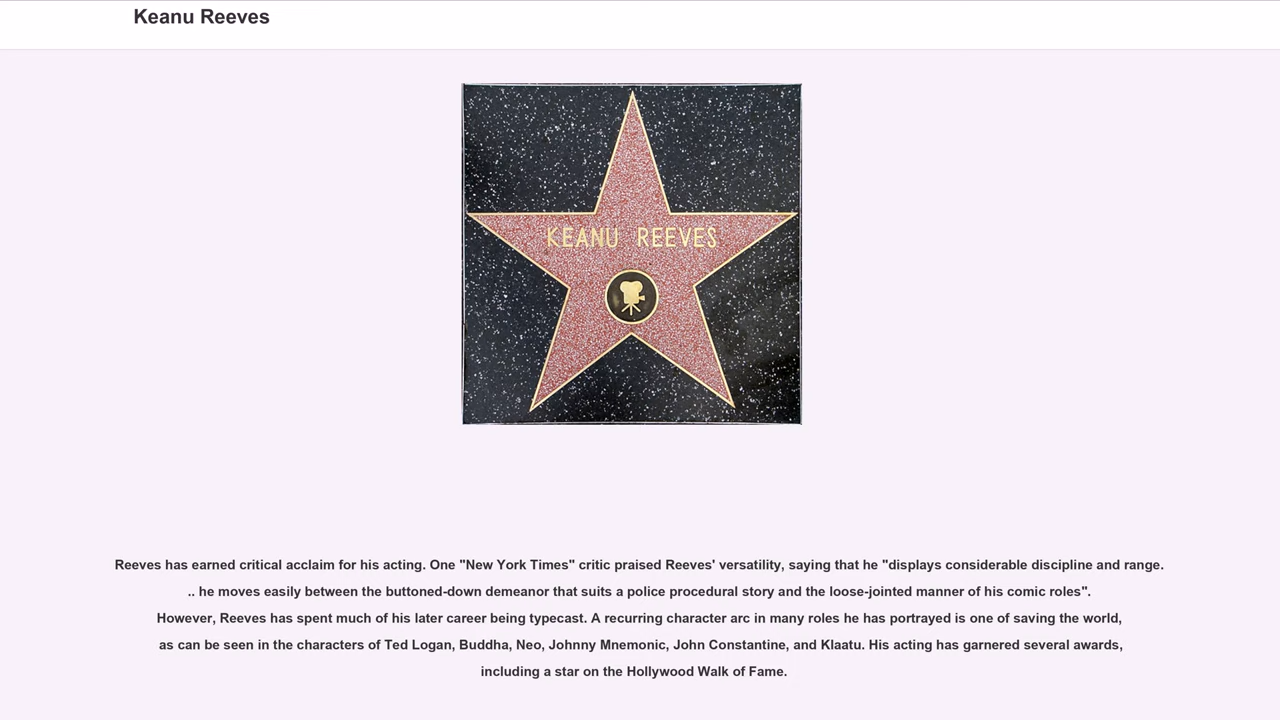 Keanu Reeves
KEANU REEVES
Reeves has earned critical acclaim for his acting. One "New York Times" critic praised Reeves' versatility, saying that he "displays considerable discipline and range.
.. he moves easily between the buttoned-down demeanor that suits a police procedural story and the loose-jointed manner of his comic roles".
However, Reeves has spent much of his later career being typecast. A recurring character arc in many roles he has portrayed is one of saving the world,
as can be seen in the characters of Ted Logan, Buddha, Neo, Johnny Mnemonic, John Constantine, and Klaatu. His acting has garnered several awards,
including a star on the Hollywood Walk of Fame.